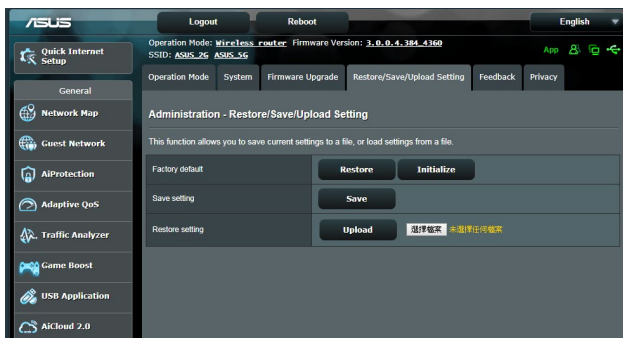 ASUS
Logout
Reboot
English
Quick Internet Setup
Operation Mode: Wireless router Firmware Version: 3.0.0.4.384_4360
SSID: ASUS_2G ASUS_5G
App
Operation Mode
System
Firmware Upgrade
Restore/Save/Upload Setting
Feedback
Privacy
General
Network Map
Guest Network
AiProtection
Adaptive QoS
Traffic Analyzer
Game Boost
USB Application
AiCloud 2.0
Administration - Restore/Save/Upload Setting
This function allows you to save current settings to a file, or load settings from a file.
Factory default
Restore
Initialize
Save setting
Save
Restore setting
Upload
選擇檔案 未選擇任何檔案